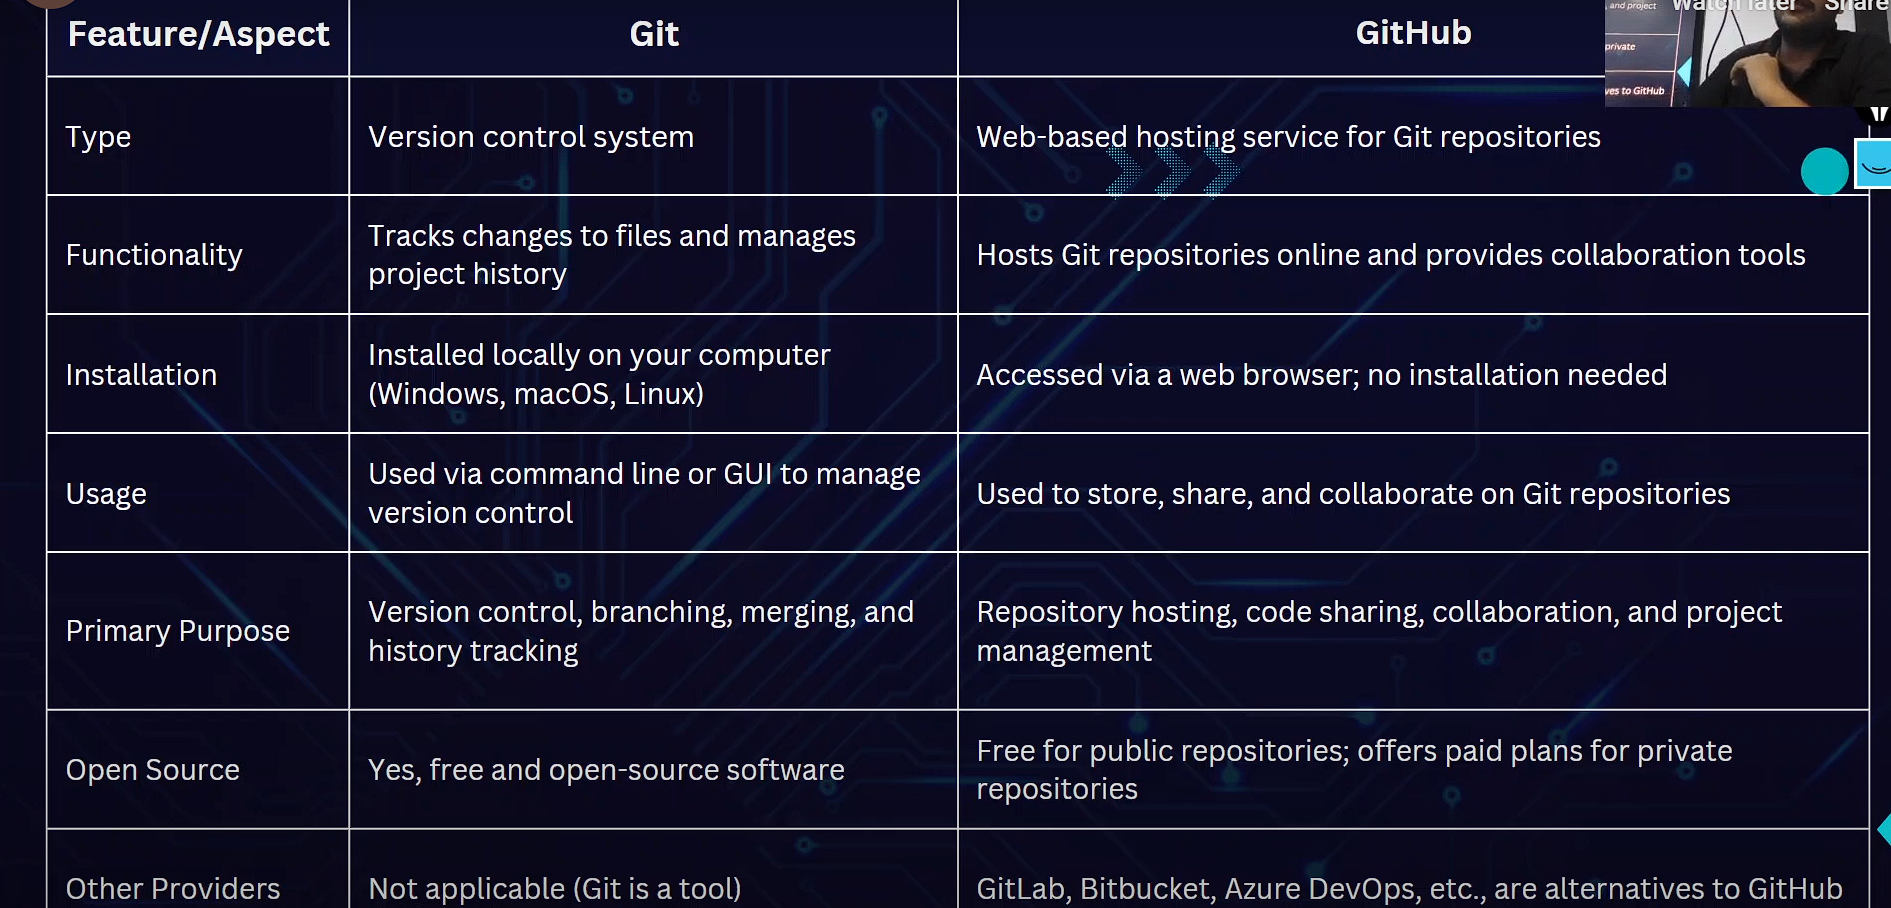 Feature/Aspect
Git
GitHub
Type
Version control system
Web-based hosting service for Git repositories
Functionality
Tracks changes to files and manages
project history
Hosts Git repositories online and provides collaboration tools
Installation
Installed locally on your computer
(Windows, macOS, Linux)
Accessed via a web browser; no installation needed
Usage
Used via command line or GUI to manage
version control
Used to store, share, and collaborate on Git repositories
Primary Purpose
Version control, branching, merging, and
history tracking
Repository hosting, code sharing, collaboration, and project
management
Open Source
Yes, free and open-source software
Free for public repositories; offers paid plans for private
repositories
Other Providers
Not applicable (Git is a tool)
GitLab, Bitbucket, Azure DevOps, etc., are alternatives to GitHub
Watch later
Share
and project
private
to GitHub